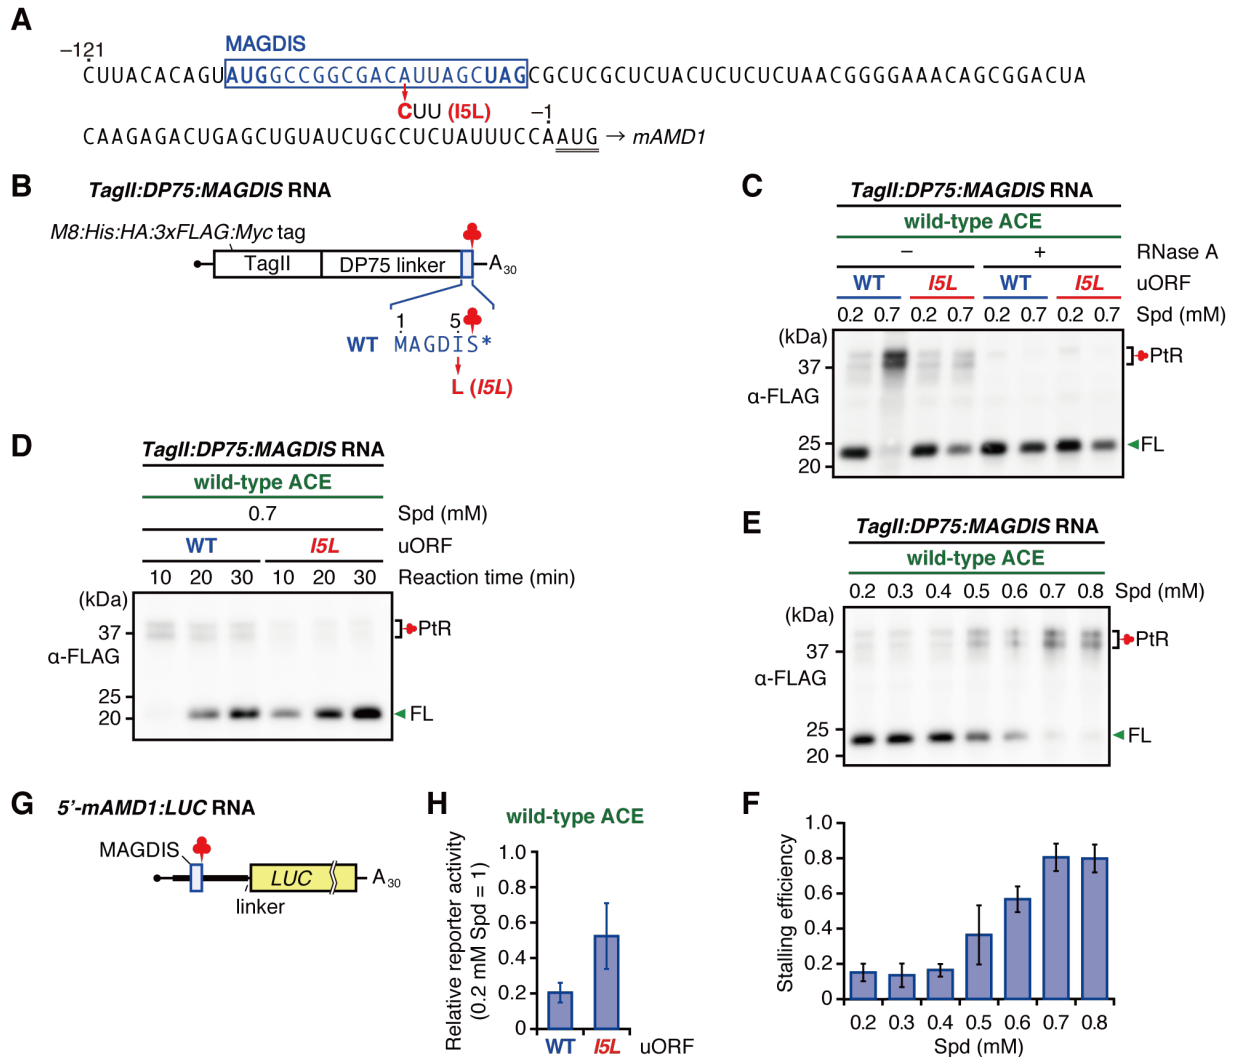 A
−121
MAGDIS
CUUACACAGUAUGGCCGGCGACAUUAGCUAGCGCUCGCUCUACUCUCUCUAACGGGGAAACAGCGGACUA
CUU (I5L)
−1
CAAGAGACUGAGCUGUAUCUGCCUCUAUUUCCAAUG → mAMD1
B
TagII:DP75:MAGDIS RNA
M8:His:HA:3xFLAG:Myc tag
TagII DP75 linker A30
1 5
WT MAGDIS*
L (I5L)
C
TagII:DP75:MAGDIS RNA
wild-type ACE
− + RNase A
WT I5L WT I5L uORF
0.2 0.7 0.2 0.7 0.2 0.7 0.2 0.7 Spd (mM)
(kDa)
PtR
37
α-FLAG
25
FL
20
D
TagII:DP75:MAGDIS RNA
wild-type ACE
0.7 Spd (mM)
WT I5L uORF
10 20 30 10 20 30 Reaction time (min)
(kDa)
37 PtR
α-FLAG
25
20 FL
E
TagII:DP75:MAGDIS RNA
wild-type ACE
0.2 0.3 0.4 0.5 0.6 0.7 0.8 Spd (mM)
(kDa)
PtR
37
α-FLAG
25
FL
20
G
5'-mAMD1:LUC RNA
MAGDIS
LUC A30
linker
H
wild-type ACE
Relative reporter activity
(0.2 mM Spd = 1)
1.0
0.8
0.6
0.4
0.2
0
WT I5L uORF
F
Stalling efficiency
1.0
0.8
0.6
0.4
0.2
0
0.2 0.3 0.4 0.5 0.6 0.7 0.8
Spd (mM)